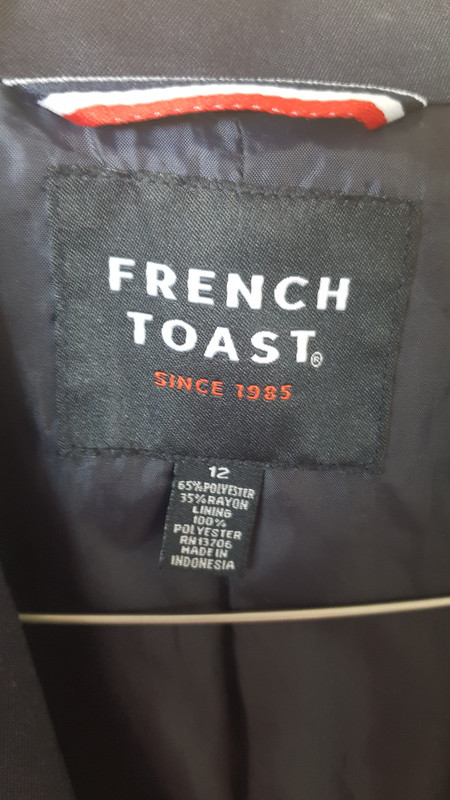 FRENCH
TOAST®
SINCE 1985
12
65%POLYESTER
35%RAYON
LINING
100%
POLYESTER
RN13706
MADE IN
INDONESIA